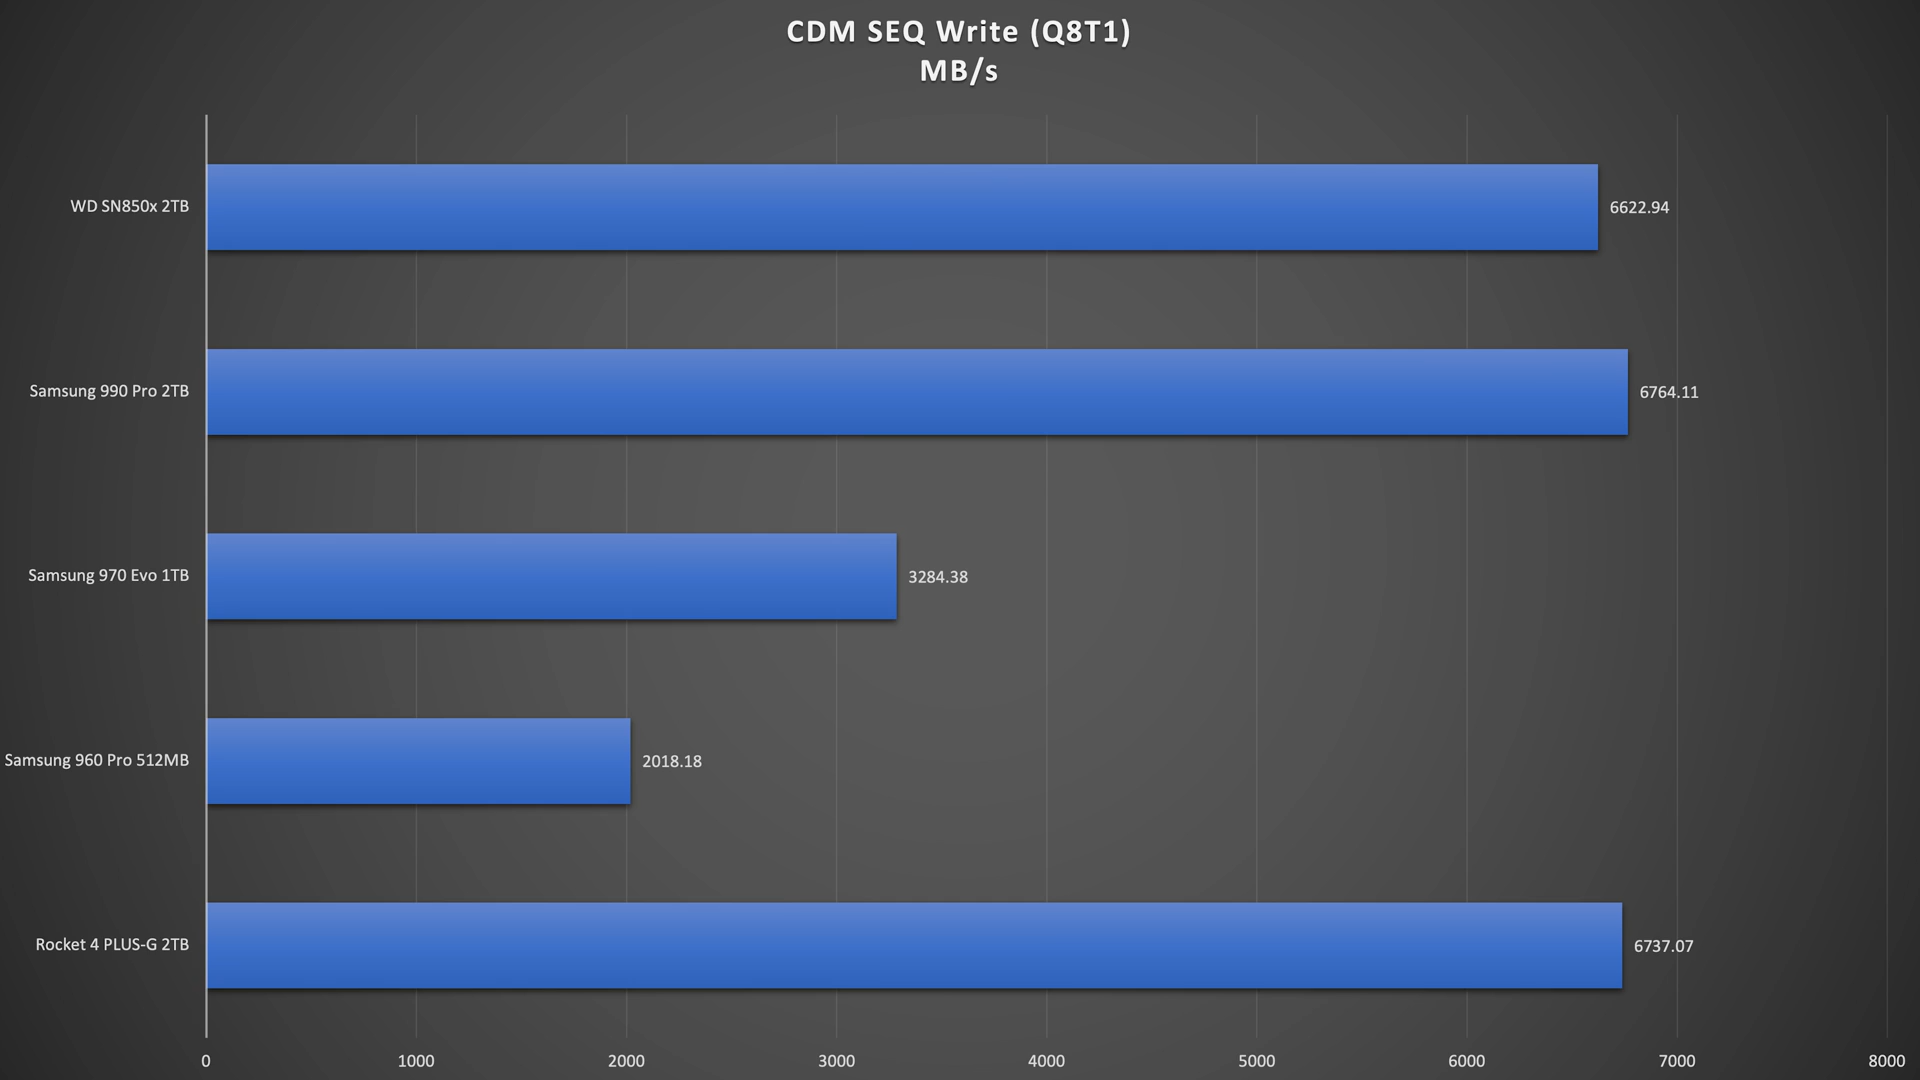 CDM SEQ Write (Q8T1)
MB/s
WD SN850x 2TB
6622.94
Samsung 990 Pro 2TB
6764.11
Samsung 970 Evo 1TB
3284.38
Samsung 960 Pro 512MB
2018.18
Rocket 4 PLUS-G 2TB
6737.07
0 1000 2000 3000 4000 5000 6000 7000 8000